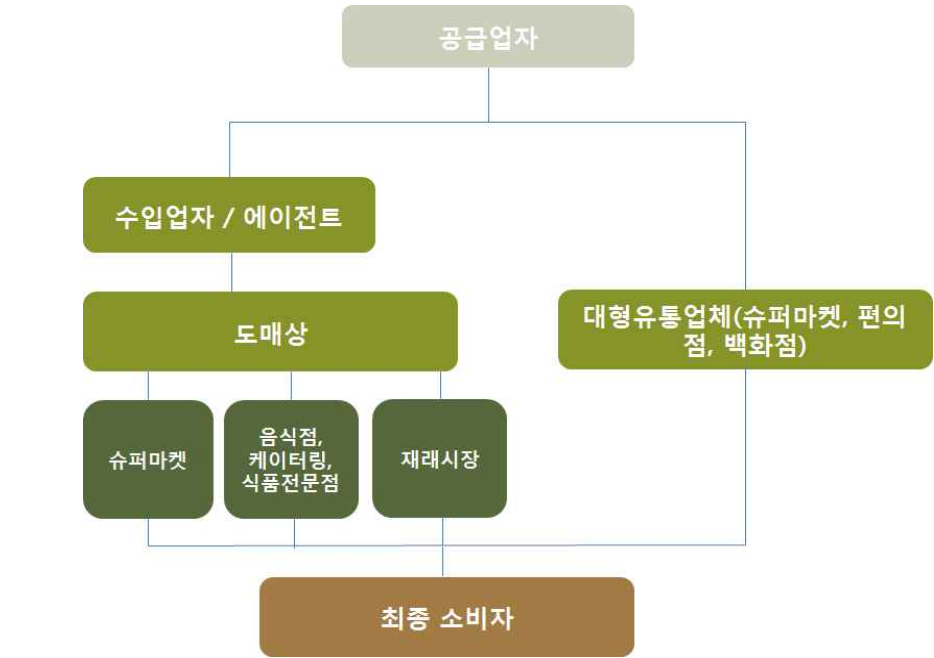 공급업자
수입업자 / 에이전트
도매상
대형유통업체(슈퍼마켓, 편의
점, 백화점)
슈퍼마켓
음식점,
케이터링,
식품전문점
재래시장
최종 소비자